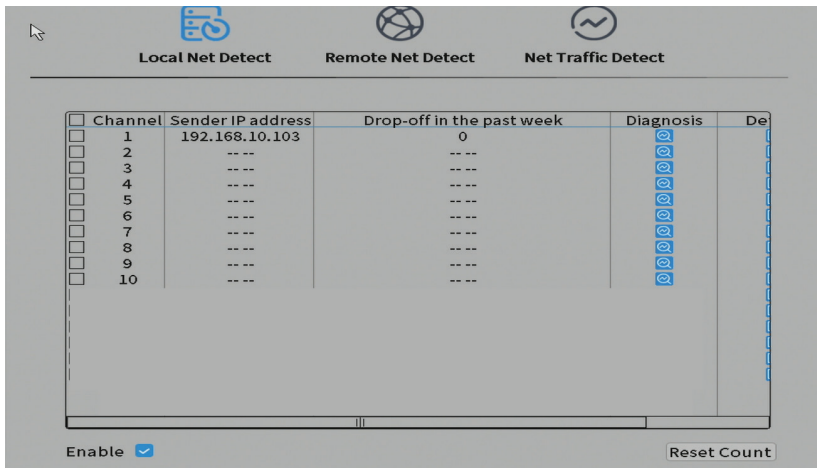 Local Net Detect Remote Net Detect Net Traffic Detect
Channel Sender IP address Drop-off in the past week Diagnosis
1 192.168.10.103 0
2 -- -- -- --
3 -- -- -- --
4 -- -- -- --
5 -- -- -- --
6 -- -- -- --
7 -- -- -- --
8 -- -- -- --
9 -- -- -- --
10 -- -- -- --
Enable Reset Count